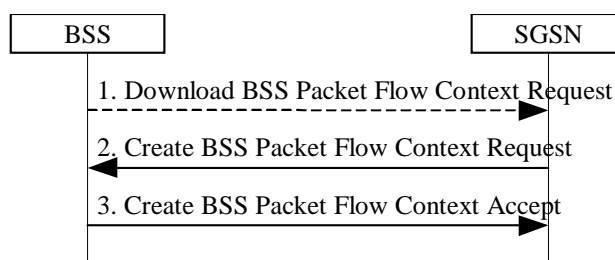 BSS
SGSN
1. Download BSS Packet Flow Context Request
2. Create BSS Packet Flow Context Request
3. Create BSS Packet Flow Context Accept